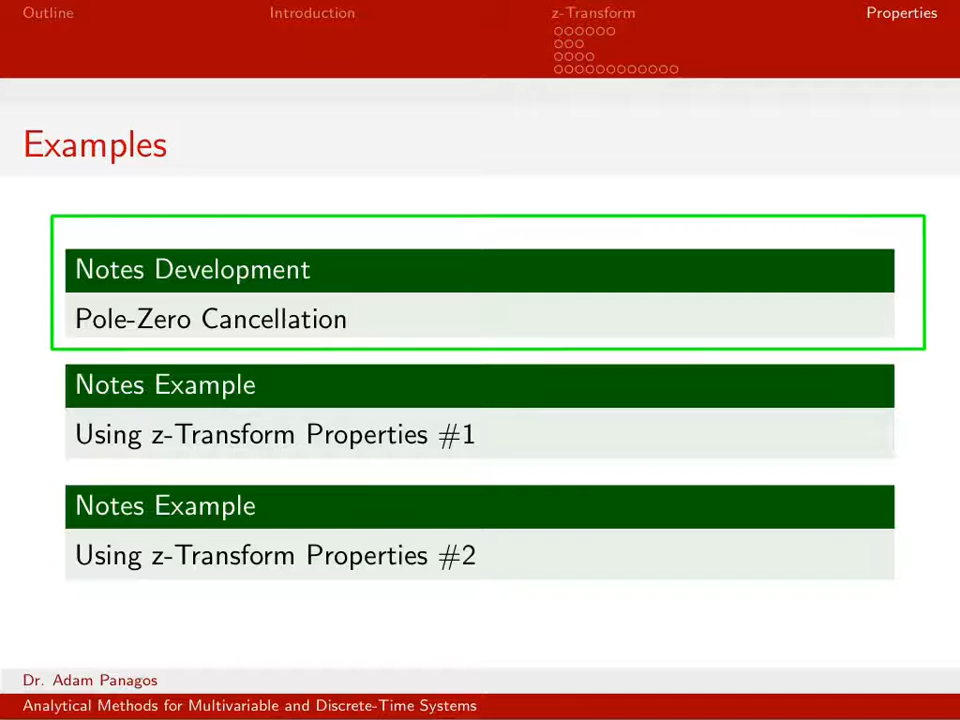 Outline Introduction z-Transform Properties
Examples
Notes Development
Pole-Zero Cancellation
Notes Example
Using z-Transform Properties #1
Notes Example
Using z-Transform Properties #2
Dr. Adam Panagos
Analytical Methods for Multivariable and Discrete-Time Systems